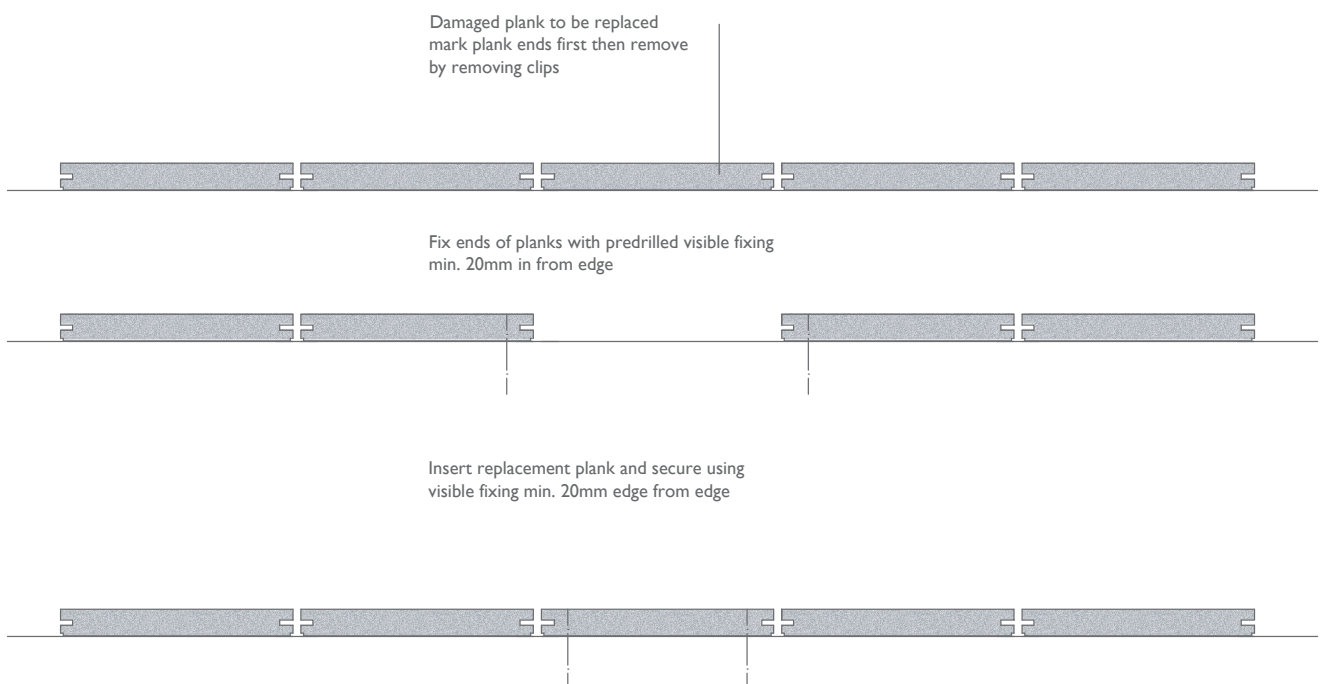 Damaged plank to be replaced
mark plank ends first then remove
by removing clips
Fix ends of planks with predrilled visible fixing
min. 20mm in from edge
Insert replacement plank and secure using
visible fixing min. 20mm edge from edge